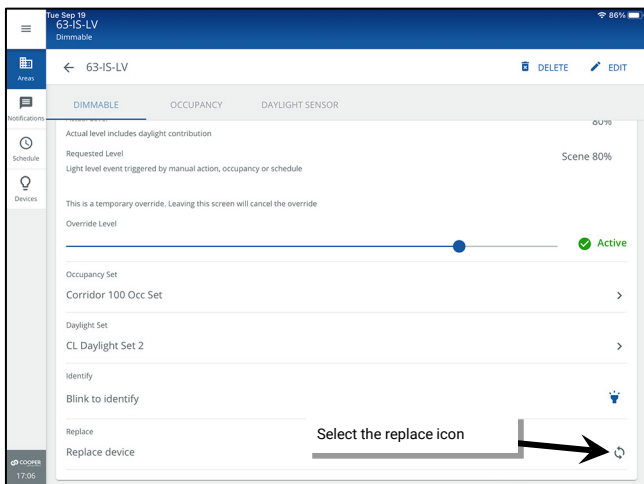 Tue Sep 19
86%
63-IS-LV
Dimmable
Areas
63-IS-LV
DELETE
EDIT
Notifications
DIMMABLE
OCCUPANCY
DAYLIGHT SENSOR
Actual Level
80%
Actual level includes daylight contribution
Schedule
Requested Level
Scene 80%
Light level event triggered by manual action, occupancy or schedule
Devices
This is a temporary override. Leaving this screen will cancel the override
Override Level
Active
Occupancy Set
Corridor 100 Occ Set
Daylight Set
CL Daylight Set 2
Identify
Blink to identify
Replace
Select the replace icon
Replace device
COOPER
17:06